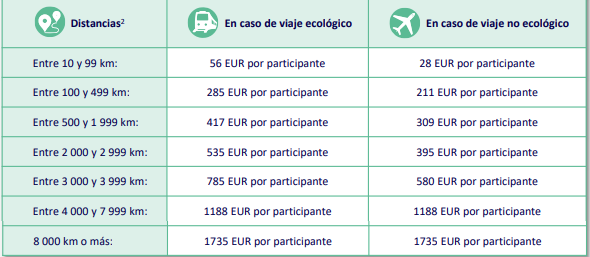 Distancias² En caso de viaje ecológico En caso de viaje no ecológico
Entre 10 y 99 km: 56 EUR por participante 28 EUR por participante
Entre 100 y 499 km: 285 EUR por participante 211 EUR por participante
Entre 500 y 1 999 km: 417 EUR por participante 309 EUR por participante
Entre 2 000 y 2 999 km: 535 EUR por participante 395 EUR por participante
Entre 3 000 y 3 999 km: 785 EUR por participante 580 EUR por participante
Entre 4 000 y 7 999 km: 1188 EUR por participante 1188 EUR por participante
8 000 km o más: 1735 EUR por participante 1735 EUR por participante